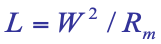 L = W² / Rₘ